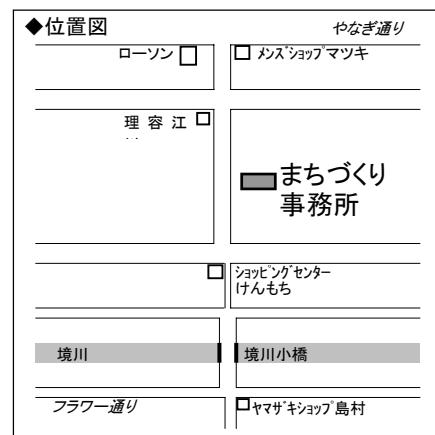 ◆位置図
やなぎ通り
ローソン
メンズショップマツキ
理 容 江
まちづくり
事務所
ショッピングセンター
けんもち
境川
境川小橋
フラワー通り
ヤマザキショップ島村